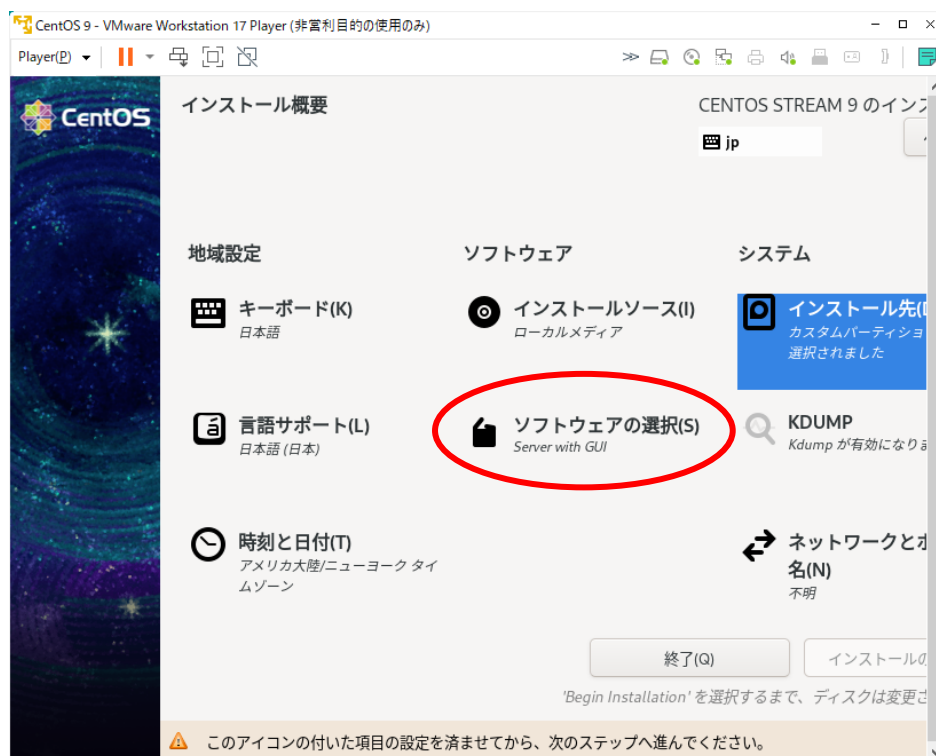 CentOS 9 - VMware Workstation 17 Player (非営利目的の使用のみ)
Player(P)
CentOS
インストール概要
CENTOS STREAM 9 のインス
jp
地域設定
ソフトウェア
システム
キーボード(K)
日本語
インストールソース(I)
ローカルメディア
インストール先(
カスタムパーティショ
選択されました
言語サポート(L)
日本語 (日本)
ソフトウェアの選択(S)
Server with GUI
KDUMP
Kdump が有効になりま
時刻と日付(T)
アメリカ大陸/ニューヨーク タイ
ムゾーン
ネットワークとホ
名(N)
不明
終了(Q)
インストールの
'Begin Installation' を選択するまで、ディスクは変更さ
このアイコンの付いた項目の設定を済ませてから、次のステップへ進んでください。